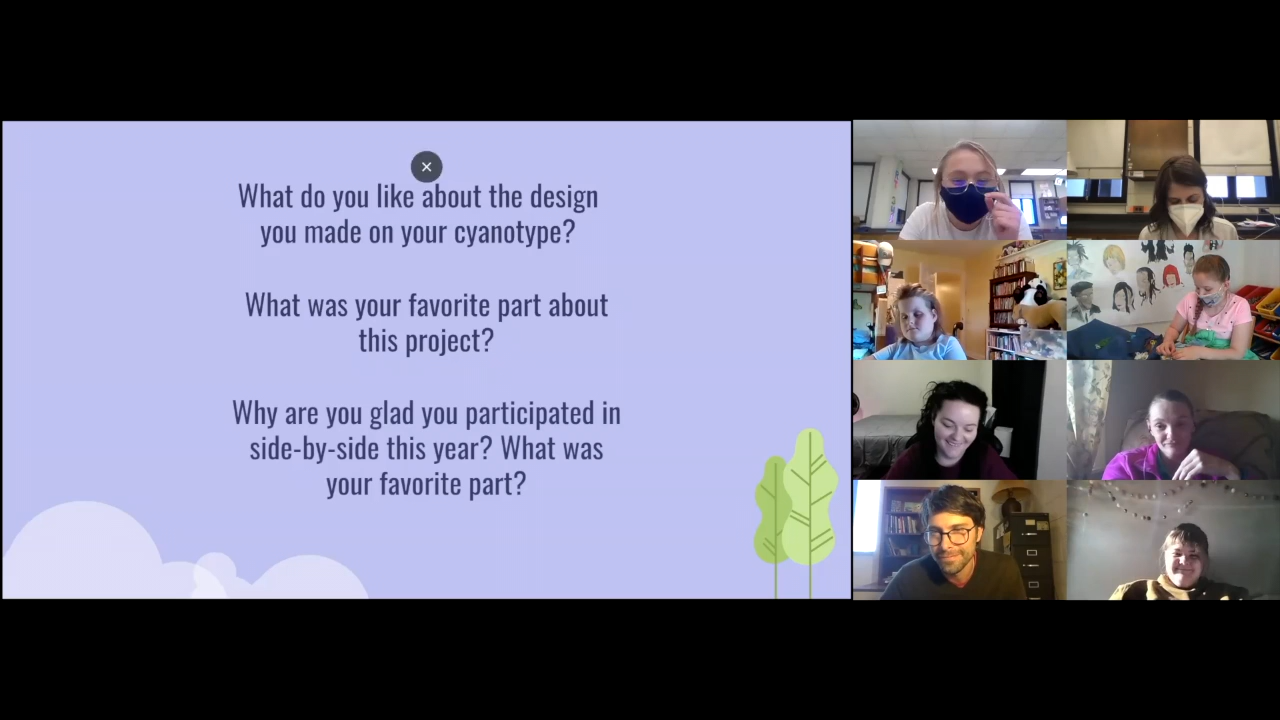 What do you like about the design
you made on your cyanotype?
What was your favorite part about
this project?
Why are you glad you participated in
side-by-side this year? What was
your favorite part?